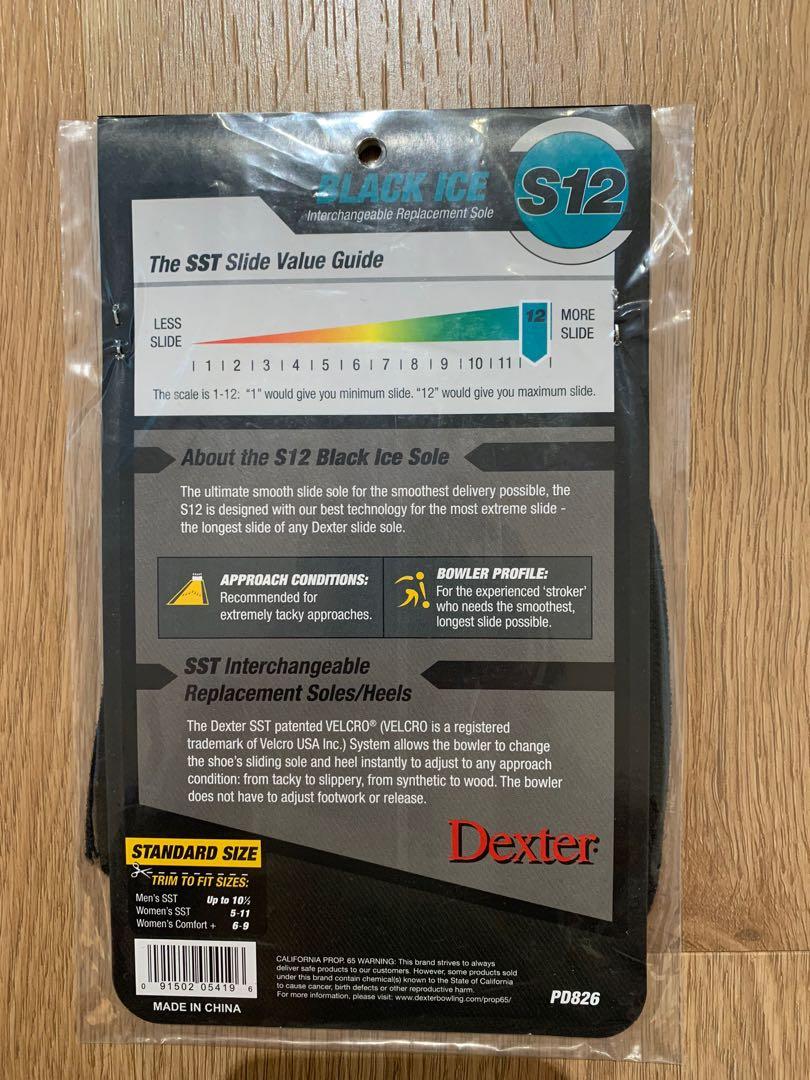 BLACK ICE
Interchangeable Replacement Sole
S12
The SST Slide Value Guide
LESS
SLIDE
12
MORE
SLIDE
| 1 | 2 | 3 | 4 | 5 | 6 | 7 | 8 | 9 | 10 | 11 | |
The scale is 1-12: "1" would give you minimum slide. "12" would give you maximum slide.
About the S12 Black Ice Sole
The ultimate smooth slide sole for the smoothest delivery possible, the
S12 is designed with our best technology for the most extreme slide -
the longest slide of any Dexter slide sole.
APPROACH CONDITIONS:
Recommended for
extremely tacky approaches.
BOWLER PROFILE:
For the experienced 'stroker'
who needs the smoothest,
longest slide possible.
SST Interchangeable
Replacement Soles/Heels
The Dexter SST patented VELCRO® (VELCRO is a registered
trademark of Velcro USA Inc.) System allows the bowler to change
the shoe's sliding sole and heel instantly to adjust to any approach
condition: from tacky to slippery, from synthetic to wood. The bowler
does not have to adjust footwork or release.
Dexter
STANDARD SIZE
TRIM TO FIT SIZES:
Men's SST Up to 10½
Women's SST 5-11
Women's Comfort + 6-9
0 91502 05419 6
MADE IN CHINA
CALIFORNIA PROP. 65 WARNING: This brand strives to always
deliver safe products to our customers. However, some products sold
under this brand contain chemical(s) known to the State of California
to cause cancer, birth defects or other reproductive harm.
For more information, please visit: www.dexterbowling.com/prop65/
PD826